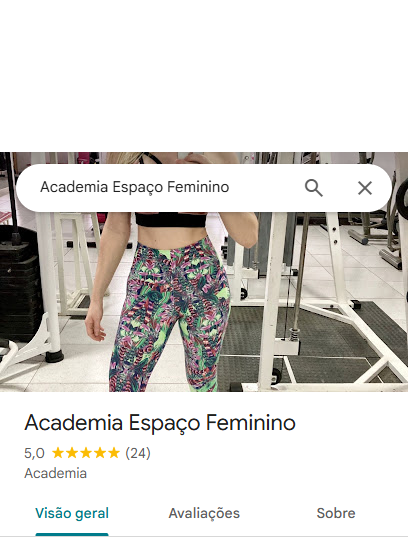 Academia Espaço Feminino
Academia Espaço Feminino
5,0 (24)
Academia
Visão geral Avaliações Sobre